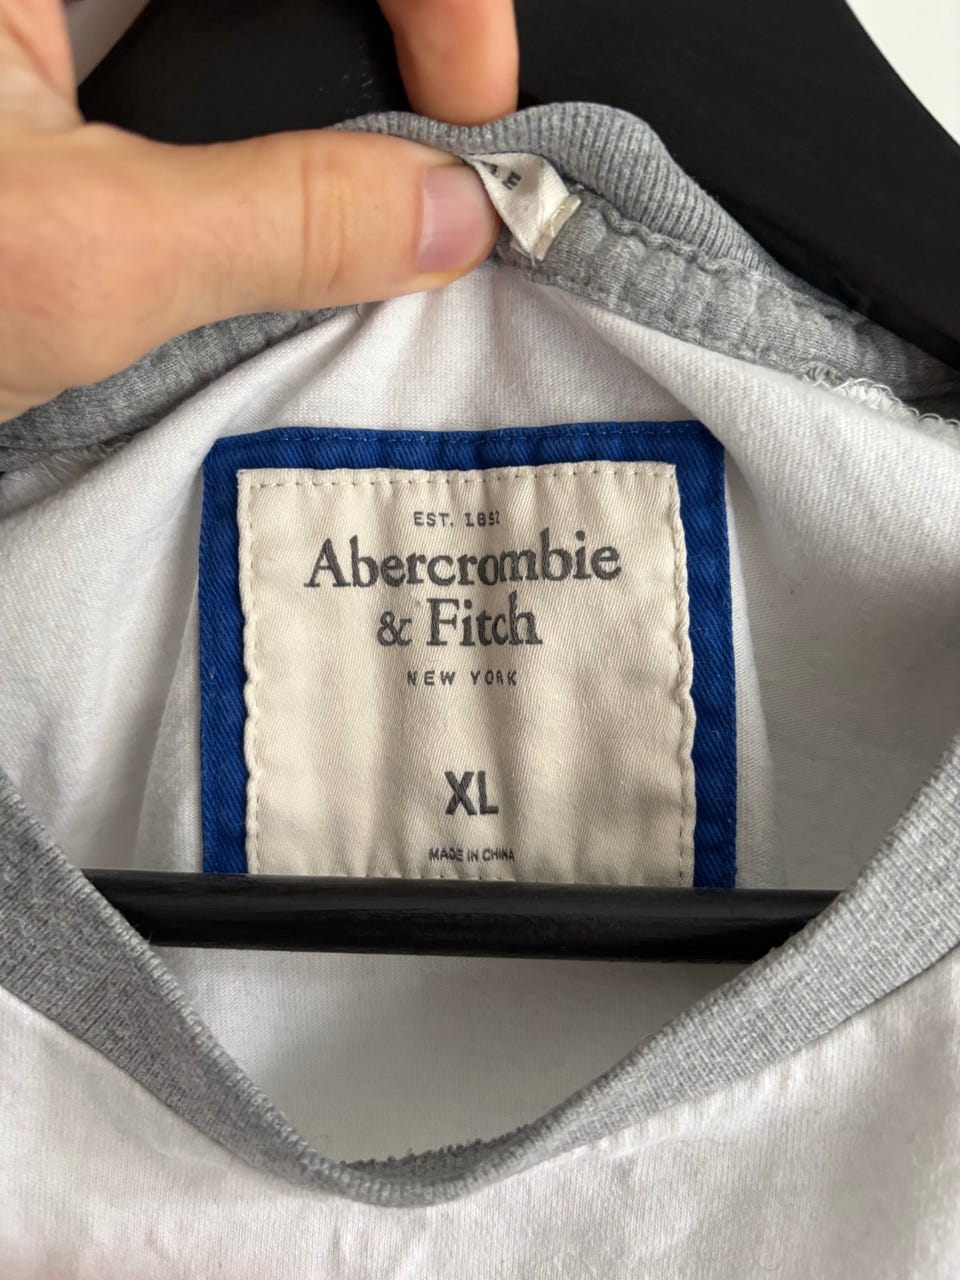 EST. 1892
Abercrombie
& Fitch
NEW YORK
XL
MADE IN CHINA